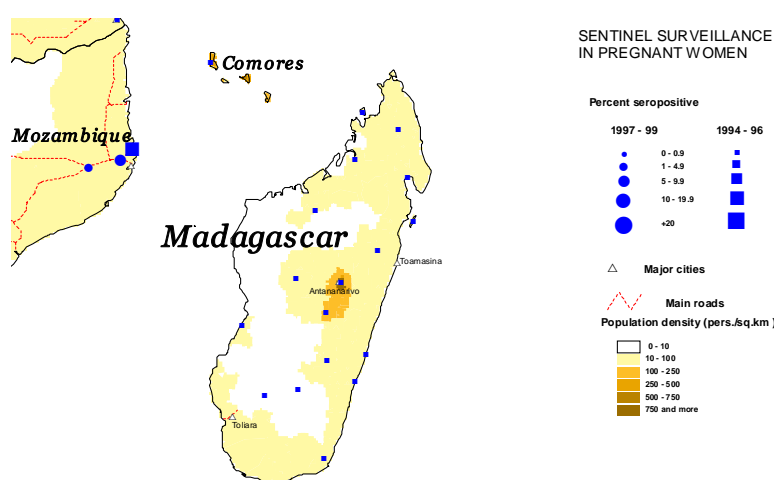 SENTINEL SURVEILLANCE
IN PREGNANT WOMEN
Comores
Mozambique
Madagascar
Toamasina
Antananarivo
Toliara
Percent seropositive
1997 - 99 1994 - 96
0 - 0.9
1 - 4.9
5 - 9.9
10 - 19.9
+20
Major cities
Main roads
Population density (pers./sq.km )
0 - 10
10 - 100
100 - 250
250 - 500
500 - 750
750 and more